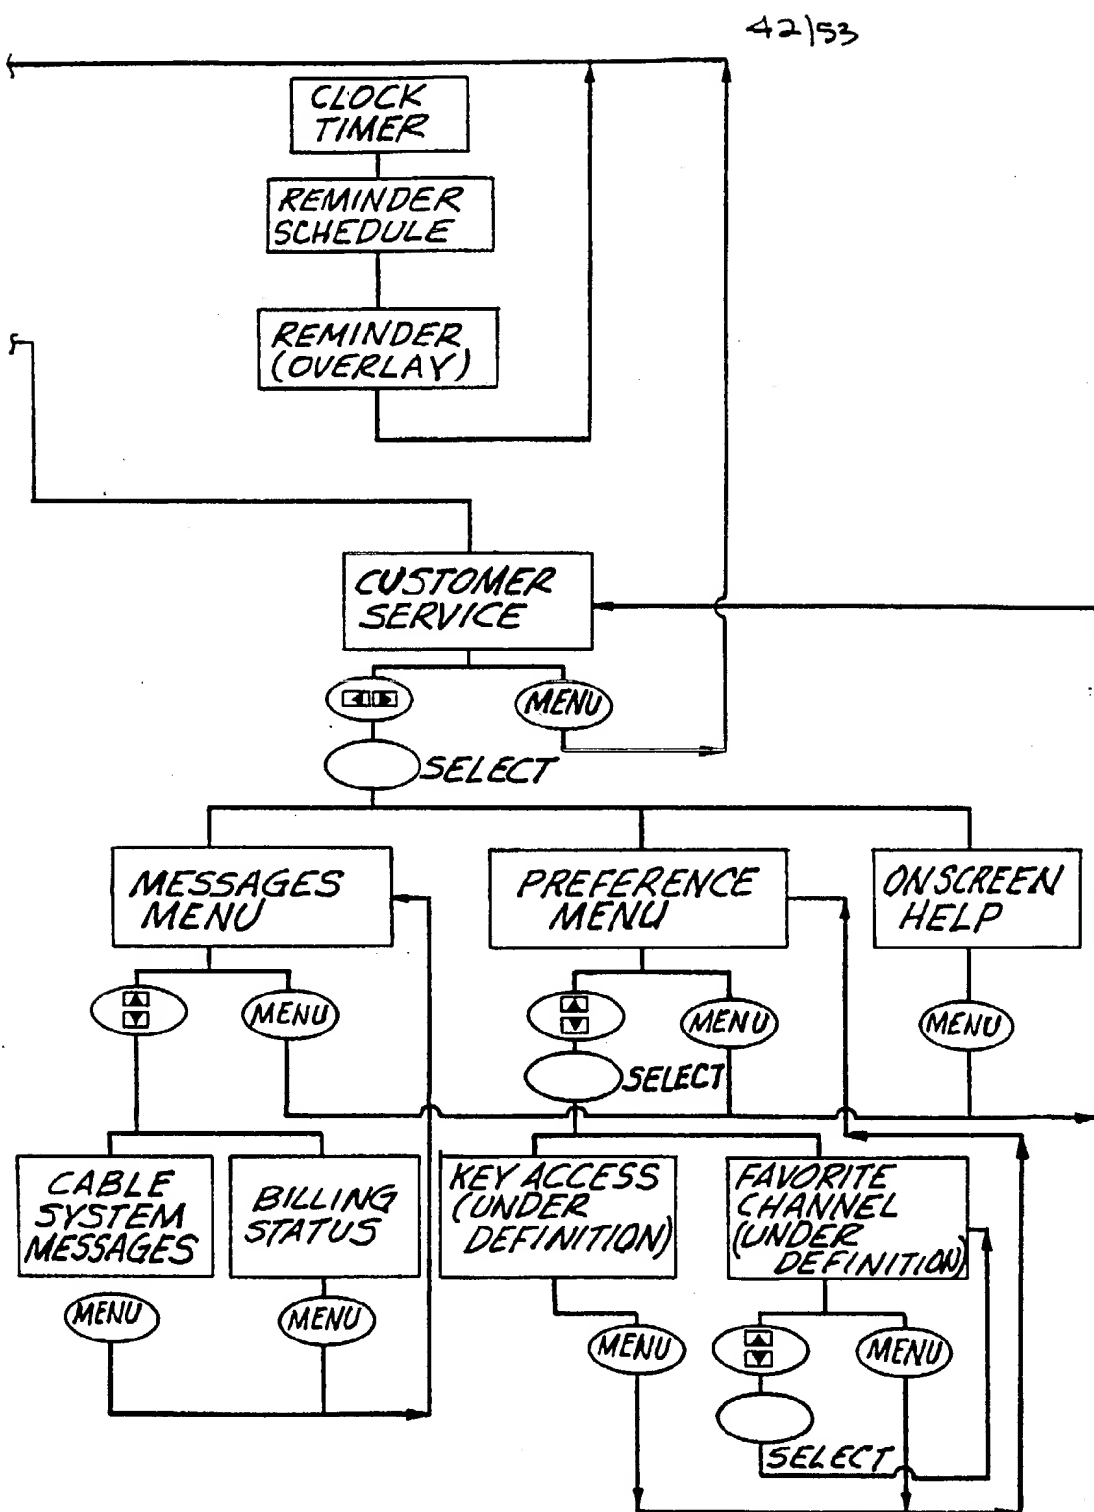 42/53
CLOCK
TIMER
REMINDER
SCHEDULE
REMINDER
(OVERLAY)
CUSTOMER
SERVICE
MENU
SELECT
MESSAGES
MENU
PREFERENCE
MENU
ON SCREEN
HELP
MENU
MENU
MENU
SELECT
CABLE
SYSTEM
MESSAGES
BILLING
STATUS
KEY ACCESS
(UNDER
DEFINITION)
FAVORITE
CHANNEL
(UNDER
DEFINITION)
MENU
MENU
MENU
MENU
SELECT